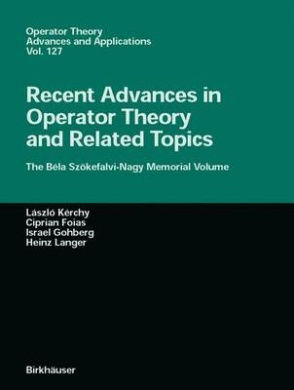 Operator Theory
Advances and Applications
Vol. 127
Recent Advances in
Operator Theory
and Related Topics
The Béla Szőkefalvi-Nagy Memorial Volume
László Kérchy
Ciprian Foias
Israel Gohberg
Heinz Langer
Birkhäuser